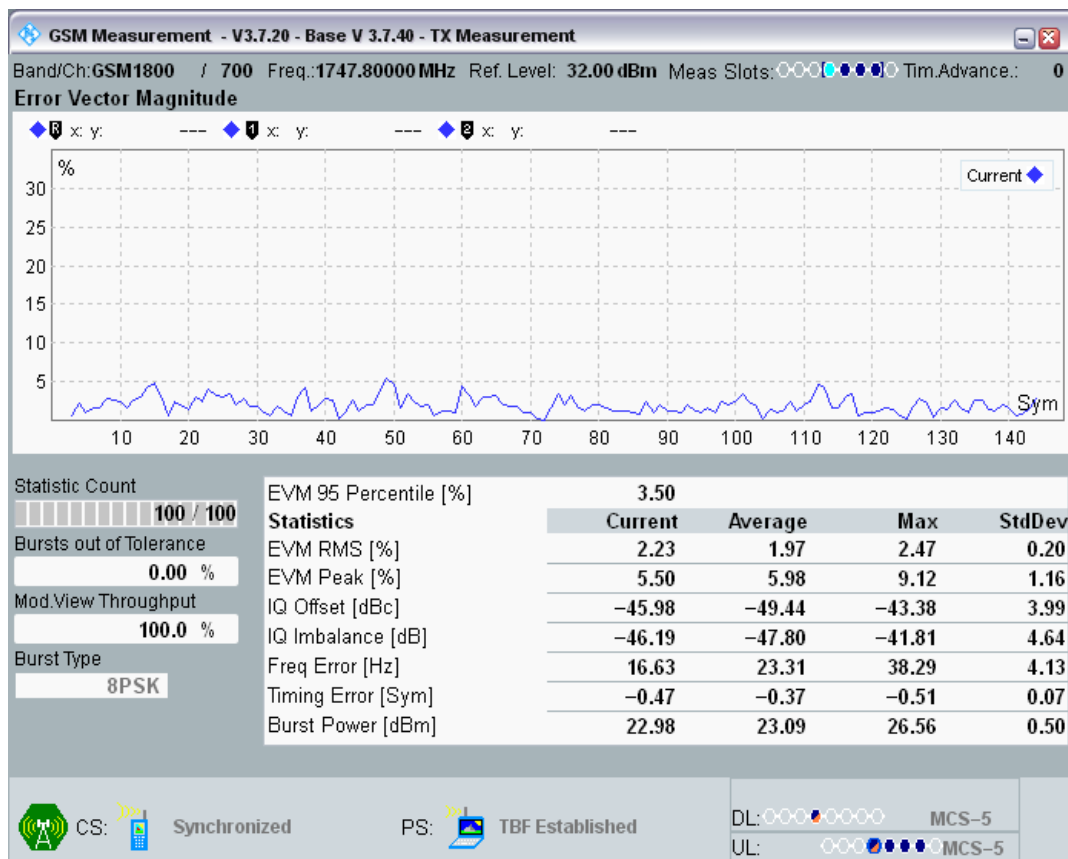 GSM Measurement - V3.7.20 - Base V 3.7.40 - TX Measurement
Band/Ch:GSM1800 / 700 Freq.:1747.80000 MHz Ref. Level: 32.00 dBm Meas Slots: Tim.Advance.: 0
Error Vector Magnitude
R x: y: --- 1 x: y: --- 2 x: y: ---
%
Current
30
25
20
15
10
5
Sym
10 20 30 40 50 60 70 80 90 100 110 120 130 140
Statistic Count
100 / 100
Bursts out of Tolerance
0.00 %
Mod.View Throughput
100.0 %
Burst Type
8PSK
EVM 95 Percentile [%] 3.50
Statistics Current Average Max StdDev
EVM RMS [%] 2.23 1.97 2.47 0.20
EVM Peak [%] 5.50 5.98 9.12 1.16
IQ Offset [dBc] −45.98 −49.44 −43.38 3.99
IQ Imbalance [dB] −46.19 −47.80 −41.81 4.64
Freq Error [Hz] 16.63 23.31 38.29 4.13
Timing Error [Sym] −0.47 −0.37 −0.51 0.07
Burst Power [dBm] 22.98 23.09 26.56 0.50
CS: Synchronized PS: TBF Established
DL: MCS−5
UL: MCS−5